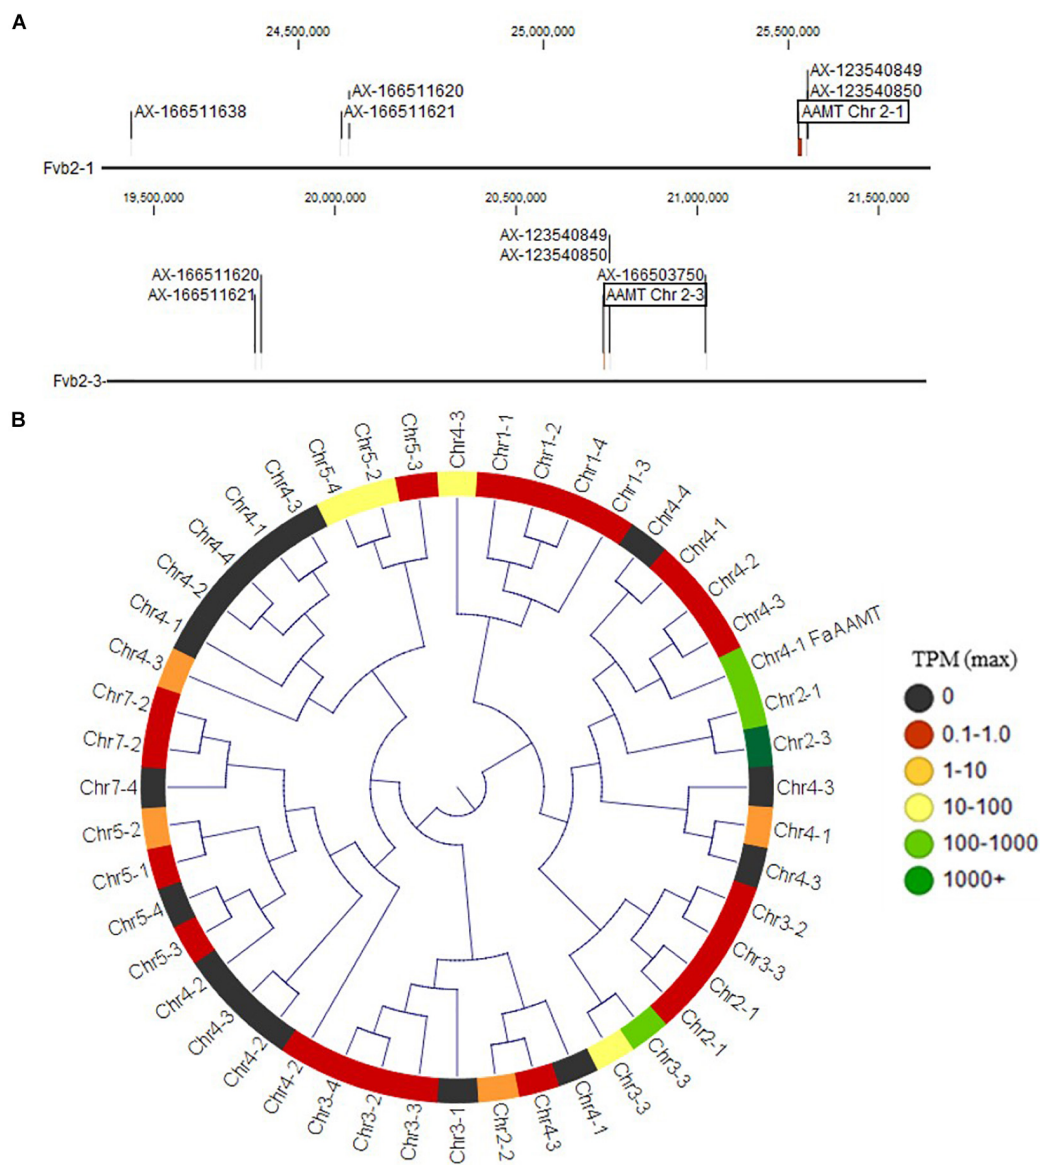 A
24,500,000 25,000,000 25,500,000
AX-123540849
AX-166511620 AX-123540850
AX-166511638 AX-166511621 AAMT Chr 2-1
Fvb2-1
19,500,000 20,000,000 20,500,000 21,000,000 21,500,000
AX-123540849
AX-123540850
AX-166511620 AX-166503750
AX-166511621 AAMT Chr 2-3
Fvb2-3
B
Chr4-3
Chr1-1
Chr1-2
Chr1-4
Chr1-3
Chr4-4
Chr4-1
Chr4-2
Chr4-3
Chr4-1 FaAAMT
Chr2-1
Chr2-3
Chr4-3
Chr4-1
Chr4-3
Chr3-2
Chr3-3
Chr2-1
Chr2-1
Chr3-3
Chr3-3
Chr4-1
Chr4-3
Chr2-2
Chr3-1
Chr3-3
Chr3-2
Chr3-4
Chr4-2
Chr4-2
Chr4-3
Chr4-2
Chr5-3
Chr5-4
Chr5-1
Chr5-2
Chr7-4
Chr7-2
Chr7-2
Chr4-3
Chr4-1
Chr4-2
Chr4-4
Chr4-1
Chr4-3
Chr5-4
Chr5-2
Chr5-3
TPM (max)
0
0.1-1.0
1-10
10-100
100-1000
1000+